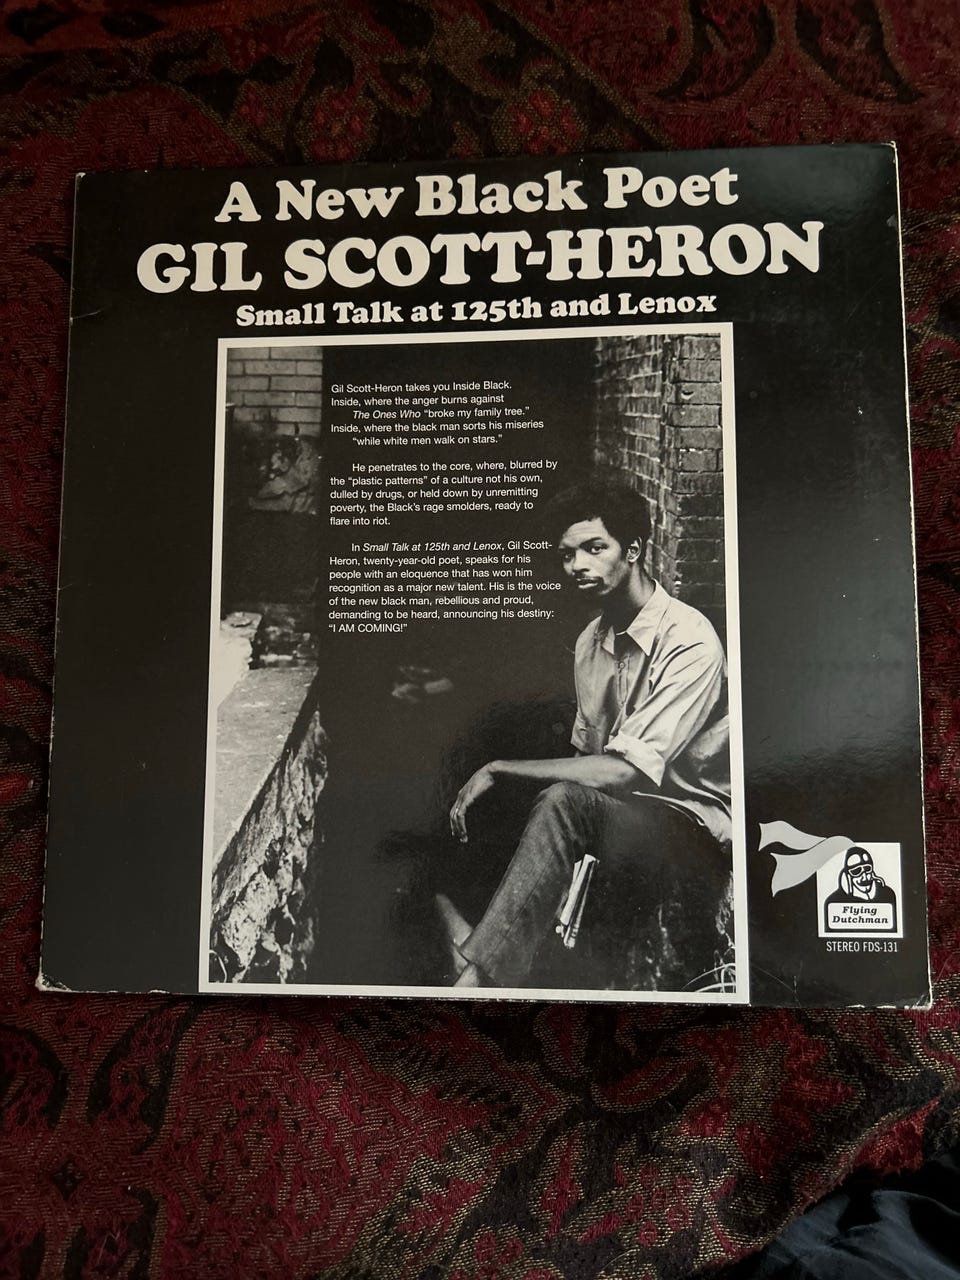 A New Black Poet
GIL SCOTT-HERON
Small Talk at 125th and Lenox
Gil Scott-Heron takes you Inside Black.
Inside, where the anger burns against
The Ones Who “broke my family tree.”
Inside, where the black man sorts his miseries
“while white men walk on stars.”
He penetrates to the core, where, blurred by
the “plastic patterns” of a culture not his own,
dulled by drugs, or held down by unremitting
poverty, the Black’s rage smolders, ready to
flare into riot.
In Small Talk at 125th and Lenox, Gil Scott-
Heron, twenty-year-old poet, speaks for his
people with an eloquence that has won him
recognition as a major new talent. His is the voice
of the new black man, rebellious and proud,
demanding to be heard, announcing his destiny:
“I AM COMING!”
Flying
Dutchman
STEREO FDS-131